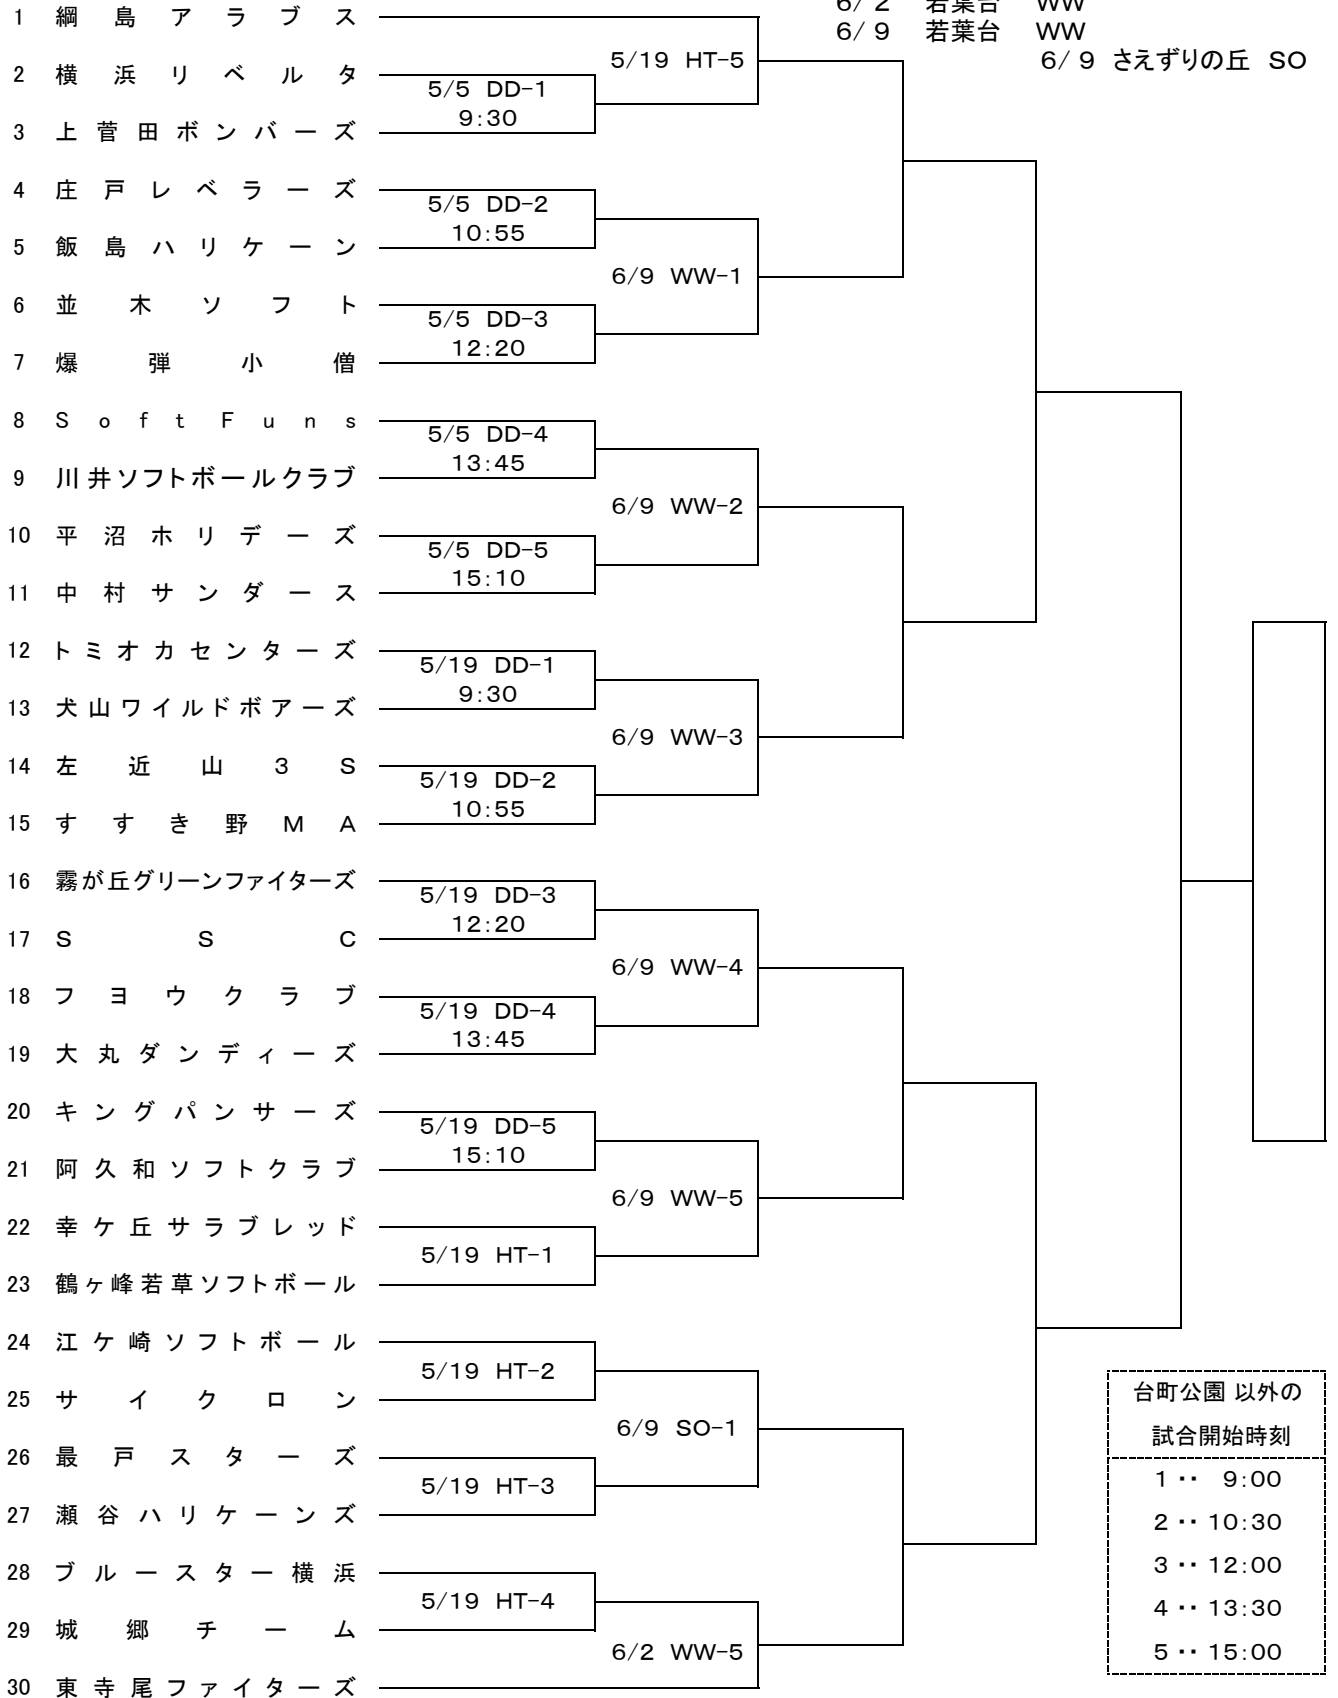 6/ 2 若葉台 WW
6/ 9 若葉台 WW
6/ 9 さえずりの丘 SO
1 綱島アラブス
5/19 HT-5
2 横浜リベルタ
5/5 DD-1
9:30
3 上菅田ボンバーズ
4 庄戸レベラーズ
5/5 DD-2
10:55
5 飯島ハリケーン
6/9 WW-1
6 並木ソフト
5/5 DD-3
12:20
7 爆弾小僧
8 Soft Funs
5/5 DD-4
13:45
9 川井ソフトボールクラブ
6/9 WW-2
10 平沼ホリデーズ
5/5 DD-5
15:10
11 中村サンダース
12 トミオカセンターズ
5/19 DD-1
9:30
13 犬山ワイルドボアーズ
6/9 WW-3
14 左近山3S
5/19 DD-2
10:55
15 すすき野MA
16 霧が丘グリーンファイターズ
5/19 DD-3
12:20
17 SSC
6/9 WW-4
18 フヨウクラブ
5/19 DD-4
13:45
19 大丸ダンディーズ
20 キングパンサーズ
5/19 DD-5
15:10
21 阿久和ソフトクラブ
6/9 WW-5
22 幸ケ丘サラブレッド
5/19 HT-1
23 鶴ヶ峰若草ソフトボール
24 江ケ崎ソフトボール
5/19 HT-2
25 サイクロン
6/9 SO-1
26 最戸スターズ
5/19 HT-3
27 瀬谷ハリケーンズ
28 ブルースター横浜
5/19 HT-4
29 城郷チーム
6/2 WW-5
30 東寺尾ファイターズ
台町公園 以外の
試合開始時刻
1 ‥ 9:00
2 ‥ 10:30
3 ‥ 12:00
4 ‥ 13:30
5 ‥ 15:00